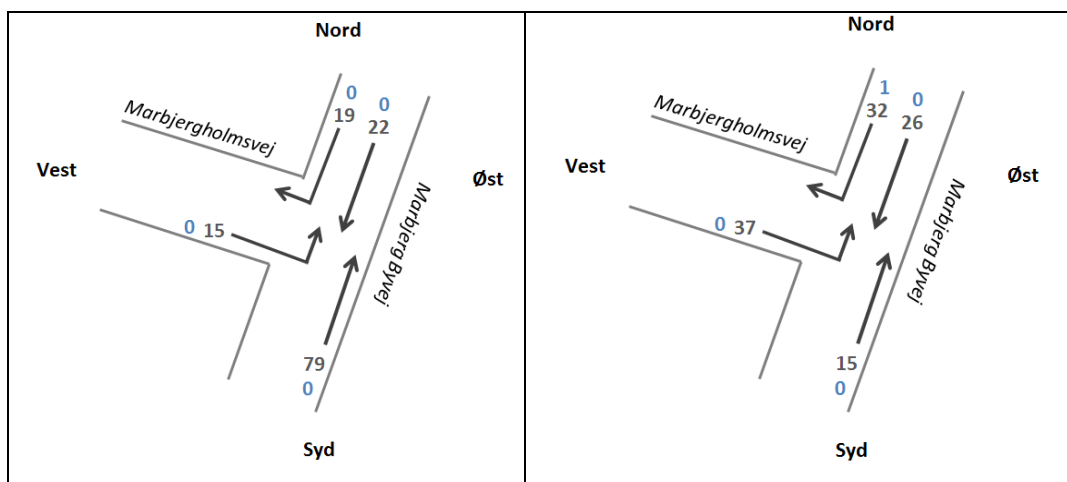 Nord
0
0
19
22
Marbjergholmsvej
Vest
Øst
0 15
Marbjerg Byvej
79
0
Syd
Nord
1
0
32
26
Marbjergholmsvej
Vest
Øst
0 37
Marbjerg Byvej
15
0
Syd